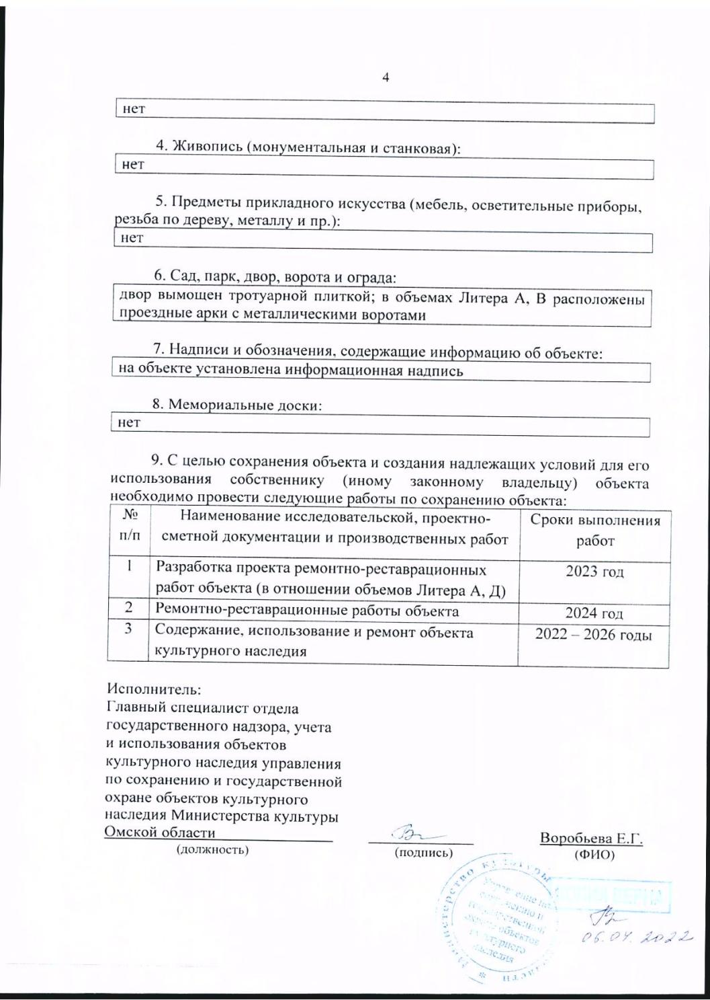 4
нет
4. Живопись (монументальная и станковая):
нет
5. Предметы прикладного искусства (мебель, осветительные приборы,
резьба по дереву, металлу и пр.):
нет
6. Сад, парк, двор, ворота и ограда:
двор вымощен тротуарной плиткой; в объемах Литера А, В расположены
проездные арки с металлическими воротами
7. Надписи и обозначения, содержащие информацию об объекте:
на объекте установлена информационная надпись
8. Мемориальные доски:
нет
9. С целью сохранения объекта и создания надлежащих условий для его
использования собственнику (иному законному владельцу) объекта
необходимо провести следующие работы по сохранению объекта:
№ Наименование исследовательской, проектно- Сроки выполнения
п/п сметной документации и производственных работ работ
1 Разработка проекта ремонтно-реставрационных 2023 год
работ объекта (в отношении объемов Литера А, Д)
2 Ремонтно-реставрационные работы объекта 2024 год
3 Содержание, использование и ремонт объекта 2022 – 2026 годы
культурного наследия
Исполнитель:
Главный специалист отдела
государственного надзора, учета
и использования объектов
культурного наследия управления
по сохранению и государственной
охране объектов культурного
наследия Министерства культуры
Омской области Воробьева Е.Г.
(должность) (подпись) (ФИО)
Министерство культуры области
Управление по
сохранению и
государственной
охране объектов
культурного
наследия
КОПИЯ ВЕРНА
06.04.2022